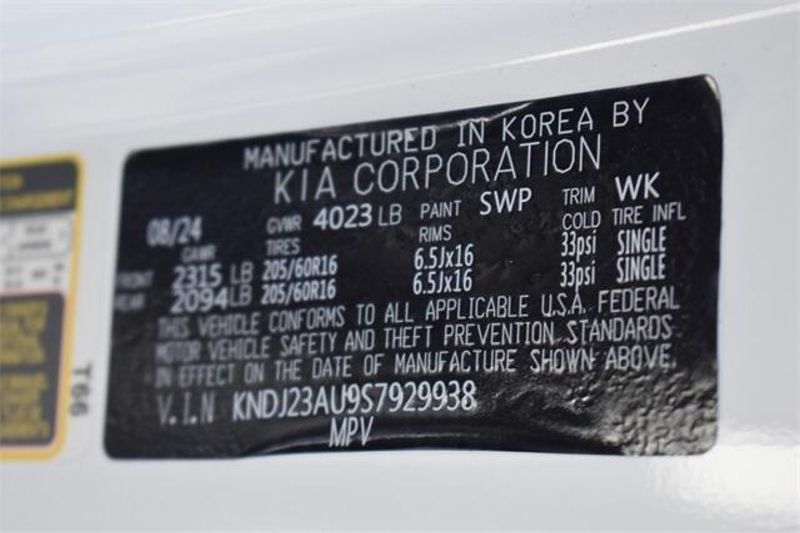 MANUFACTURED IN KOREA BY
KIA CORPORATION
08/24 GVWR 4023 LB PAINT SWP TRIM WK
GAWR TIRES RIMS COLD TIRE INFL
FRONT 2315 LB 205/60R16 6.5Jx16 33psi SINGLE
REAR 2094 LB 205/60R16 6.5Jx16 33psi SINGLE
THIS VEHICLE CONFORMS TO ALL APPLICABLE U.S.A. FEDERAL
MOTOR VEHICLE SAFETY AND THEFT PREVENTION STANDARDS
IN EFFECT ON THE DATE OF MANUFACTURE SHOWN ABOVE.
V.I.N KNDJ23AU9S7929938
MPV
T66